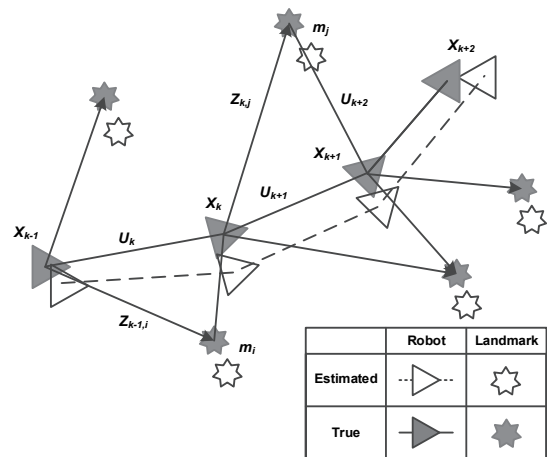 m_j
X_{k+2}
Z_{k,j}
U_{k+2}
X_{k+1}
X_k
U_{k+1}
X_{k-1}
U_k
Z_{k-1,i}
m_i
Robot Landmark
Estimated
True